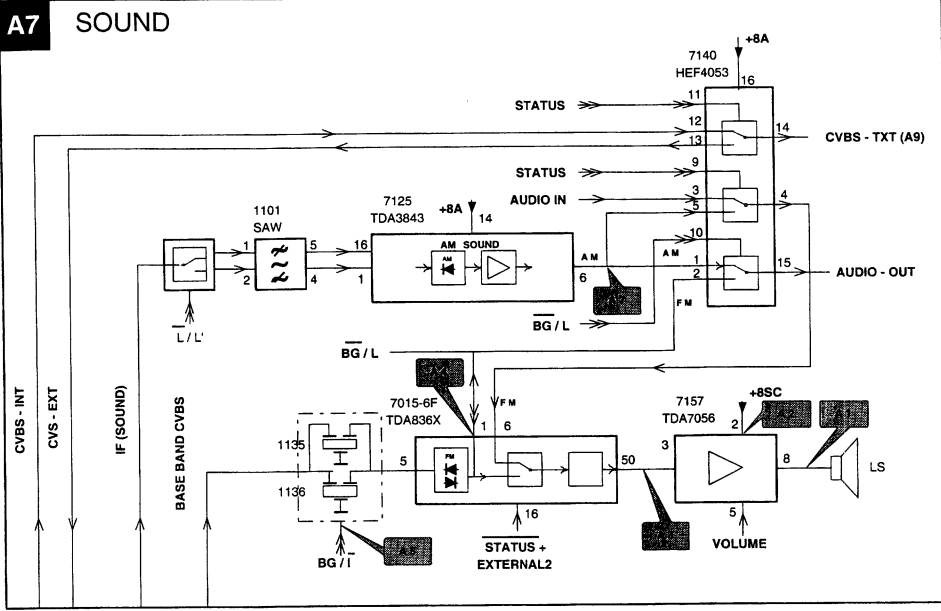 A7 SOUND
+8A
7140
HEF4053
16
STATUS 11
12 14 CVBS - TXT (A9)
13
STATUS 9
AUDIO IN 3 4
5
7125
TDA3843
+8A
14
1101
SAW
AM SOUND
AM
1 5 16
2 4 1
6
AM
AM
10
1 15 AUDIO - OUT
2
FM
BG / L
L / L'
BG / L
7015-6F
TDA836X
FM
1 6
7157
TDA7056
+8SC
2 A2
A1
CVBS - INT
CVS - EXT
IF (SOUND)
BASE BAND CVBS
1135
1136
5
FM
50
3
8
LS
16
5
A5
BG / I
STATUS +
EXTERNAL2
VOLUME